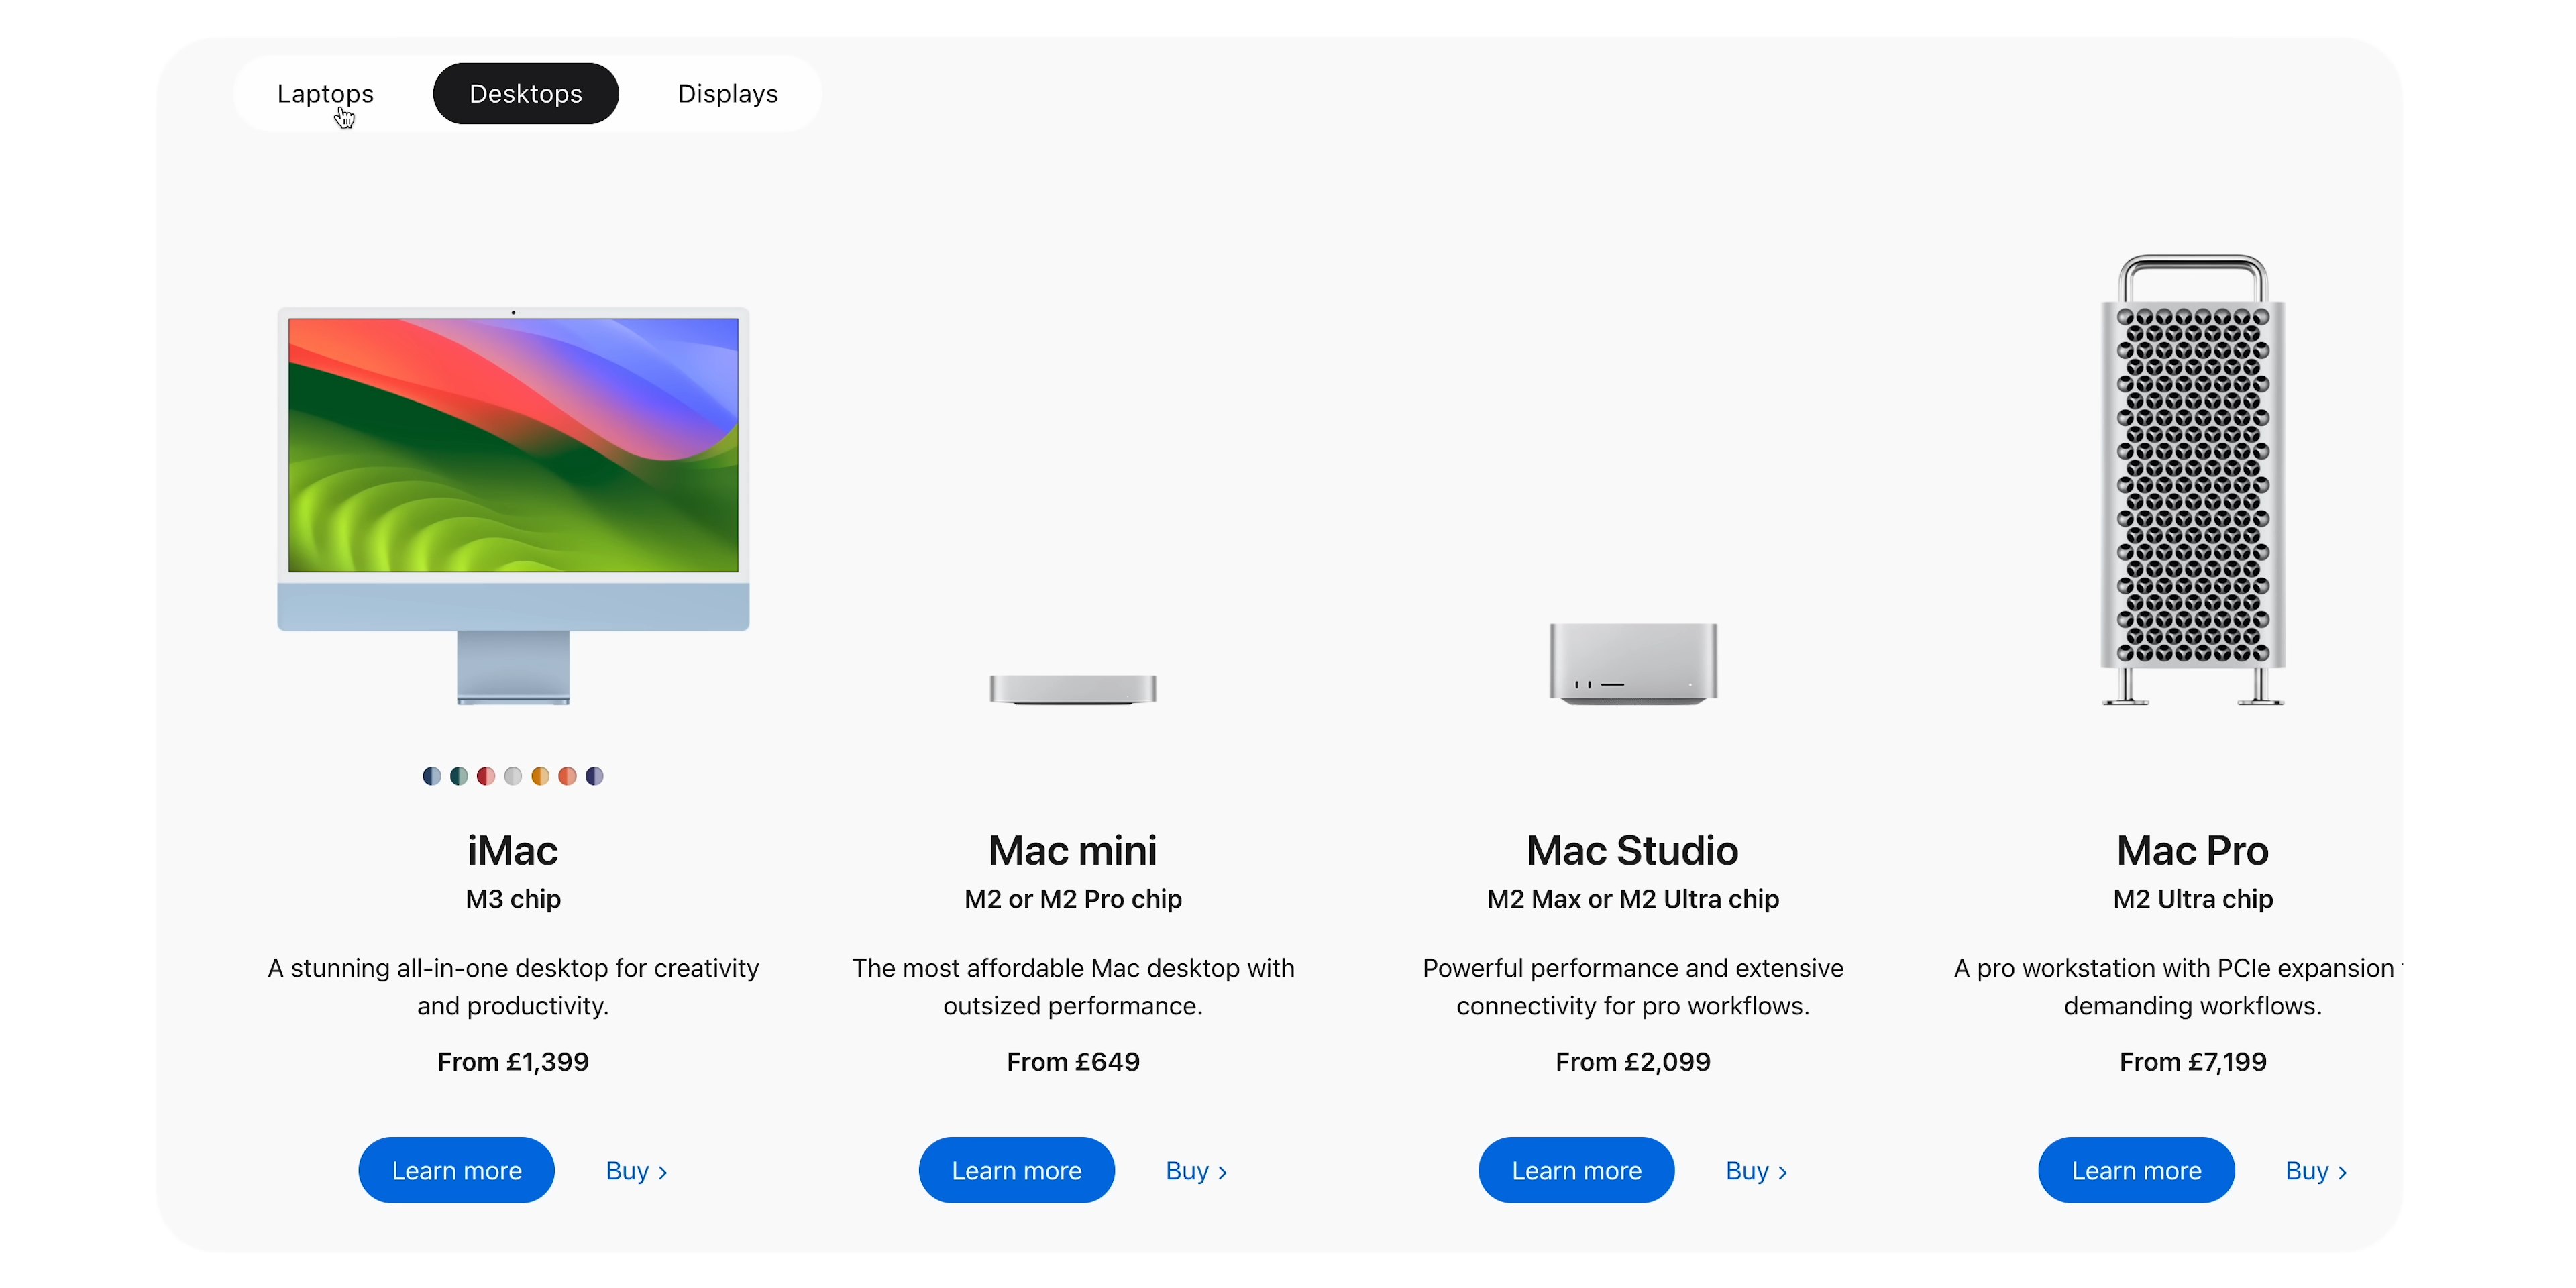 Laptops
Desktops
Displays
iMac
M3 chip
A stunning all-in-one desktop for creativity
and productivity.
From £1,399
Learn more
Buy >
Mac mini
M2 or M2 Pro chip
The most affordable Mac desktop with
outsized performance.
From £649
Learn more
Buy >
Mac Studio
M2 Max or M2 Ultra chip
Powerful performance and extensive
connectivity for pro workflows.
From £2,099
Learn more
Buy >
Mac Pro
M2 Ultra chip
A pro workstation with PCIe expansion
demanding workflows.
From £7,199
Learn more
Buy >